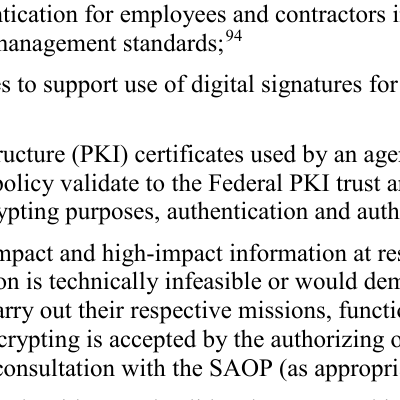 ntication for employees and contractors i
management standards;94
s to support use of digital signatures for
ructure (PKI) certificates used by an age
policy validate to the Federal PKI trust a
ypting purposes, authentication and auth
mpact and high-impact information at res
on is technically infeasible or would dem
arry out their respective missions, functi
crypting is accepted by the authorizing o
consultation with the SAOP (as appropri